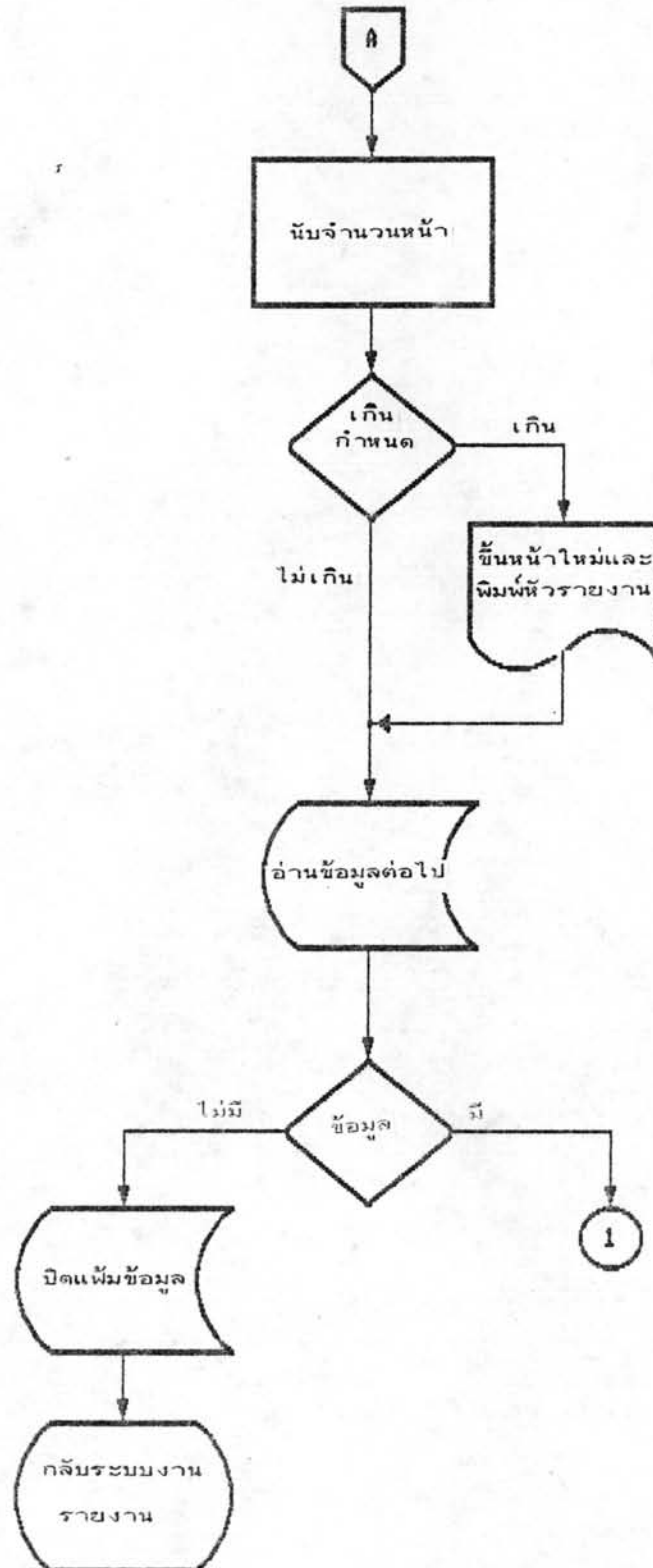 A
นับจำนวนหน้า
เกิน
กำหนด
เกิน
ไม่เกิน
ขึ้นหน้าใหม่และ
พิมพ์หัวรายงาน
อ่านข้อมูลต่อไป
ไม่มี
ข้อมูล
มี
1
ปิดแฟ้มข้อมูล
กลับระบบงาน
รายงาน